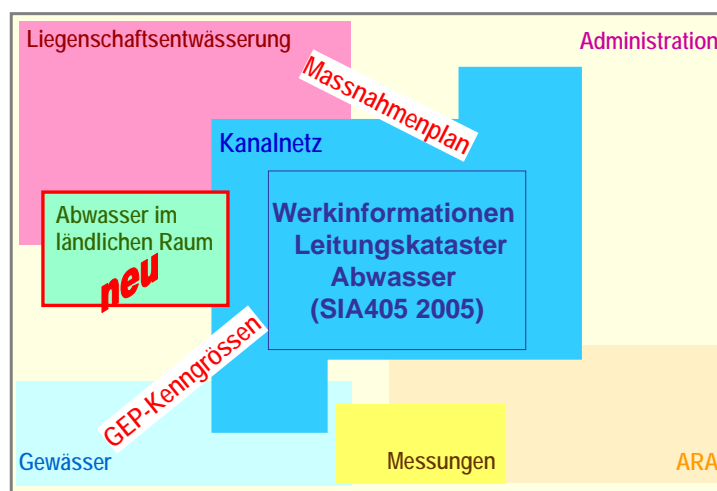 Liegenschaftsentwässerung
Administration
Massnahmenplan
Kanalnetz
Werkinformationen
Leitungskataster
Abwasser
(SIA405 2005)
Abwasser im
ländlichen Raum
neu
GEP-Kenngrössen
Gewässer
Messungen
ARA